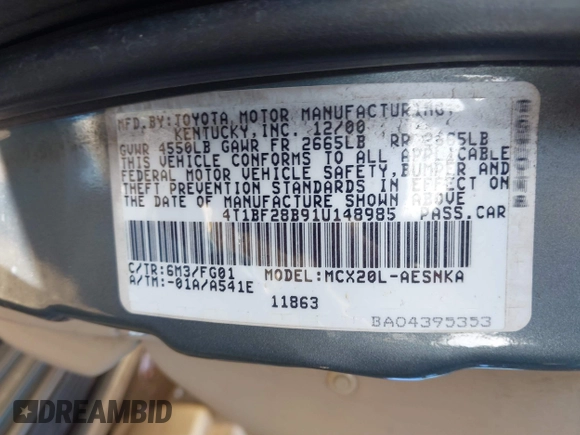 MFD.BY:TOYOTA MOTOR MANUFACTURING,
KENTUCKY,INC. 12/00
GVWR 4550LB GAWR FR 2665LB RR 2665LB
THIS VEHICLE CONFORMS TO ALL APPLICABLE
FEDERAL MOTOR VEHICLE SAFETY,BUMPER AND
THEFT PREVENTION STANDARDS IN EFFECT ON
THE DATE OF MANUFACTURE SHOWN ABOVE.
4T1BF28B91U148985 PASS.CAR
C/TR:6M3/FG01 MODEL:MCX20L-AESNKA
A/TM:-01A/A541E
11863
BA04395353
DREAMBID